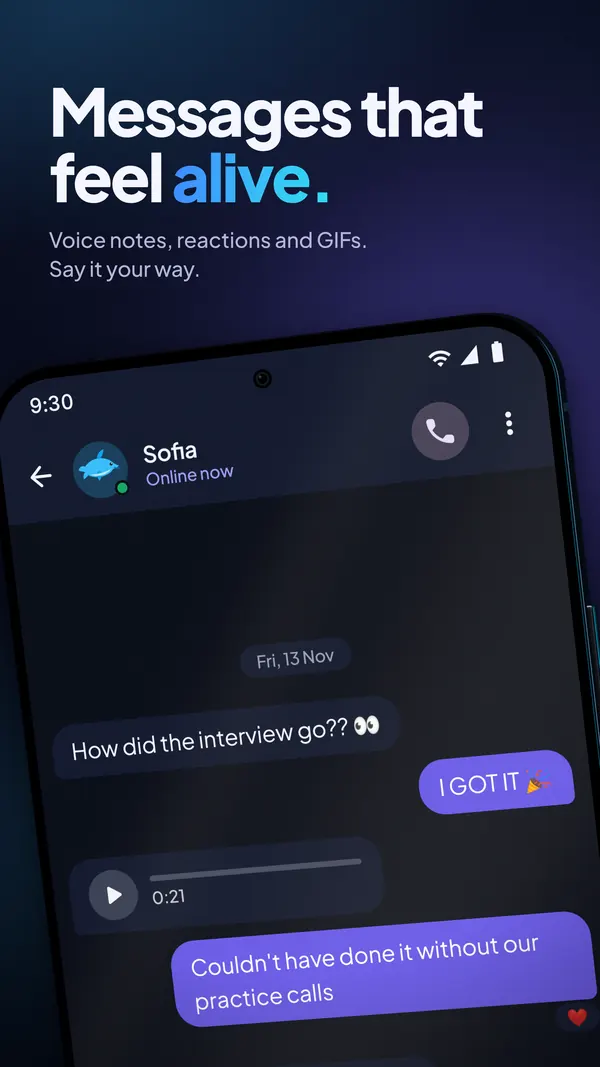 Messages that
feel alive.
Voice notes, reactions and GIFs.
Say it your way.
9:30
Sofia
Online now
Fri, 13 Nov
How did the interview go?? 👀
I GOT IT 🎉
0:21
Couldn't have done it without our
practice calls
❤️